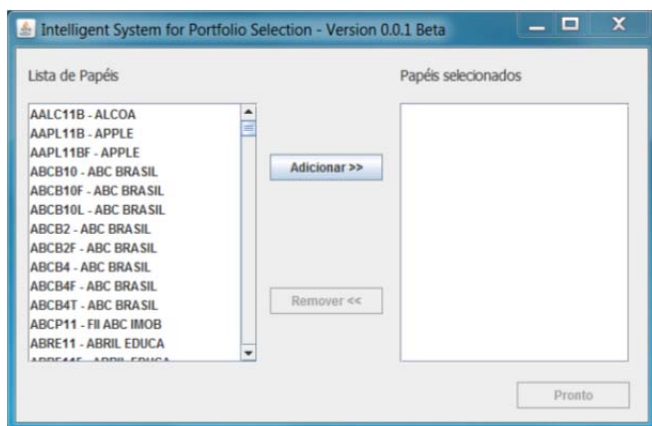 Intelligent System for Portfolio Selection - Version 0.0.1 Beta
Lista de Papéis
Papéis selecionados
AALC11B - ALCOA
AAPL11B - APPLE
AAPL11BF - APPLE
ABCB10 - ABC BRASIL
ABCB10F - ABC BRASIL
ABCB10L - ABC BRASIL
ABCB2 - ABC BRASIL
ABCB2F - ABC BRASIL
ABCB4 - ABC BRASIL
ABCB4F - ABC BRASIL
ABCB4T - ABC BRASIL
ABCP11 - FII ABC IMOB
ABRE11 - ABRIL EDUCA
Adicionar >>
Remover <<
Pronto